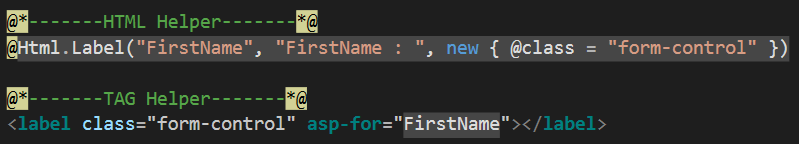 @*-------HTML Helper-------*@
@Html.Label("FirstName", "FirstName : ", new { @class = "form-control" })
@*-------TAG Helper-------*@
<label class="form-control" asp-for="FirstName"></label>